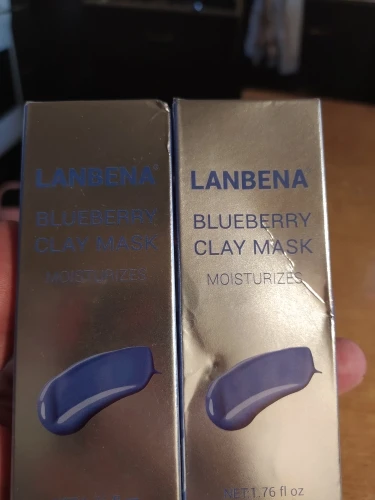 LANBENA
BLUEBERRY
CLAY MASK
MOISTURIZES
LANBENA
BLUEBERRY
CLAY MASK
MOISTURIZES
NET:1.76 fl oz